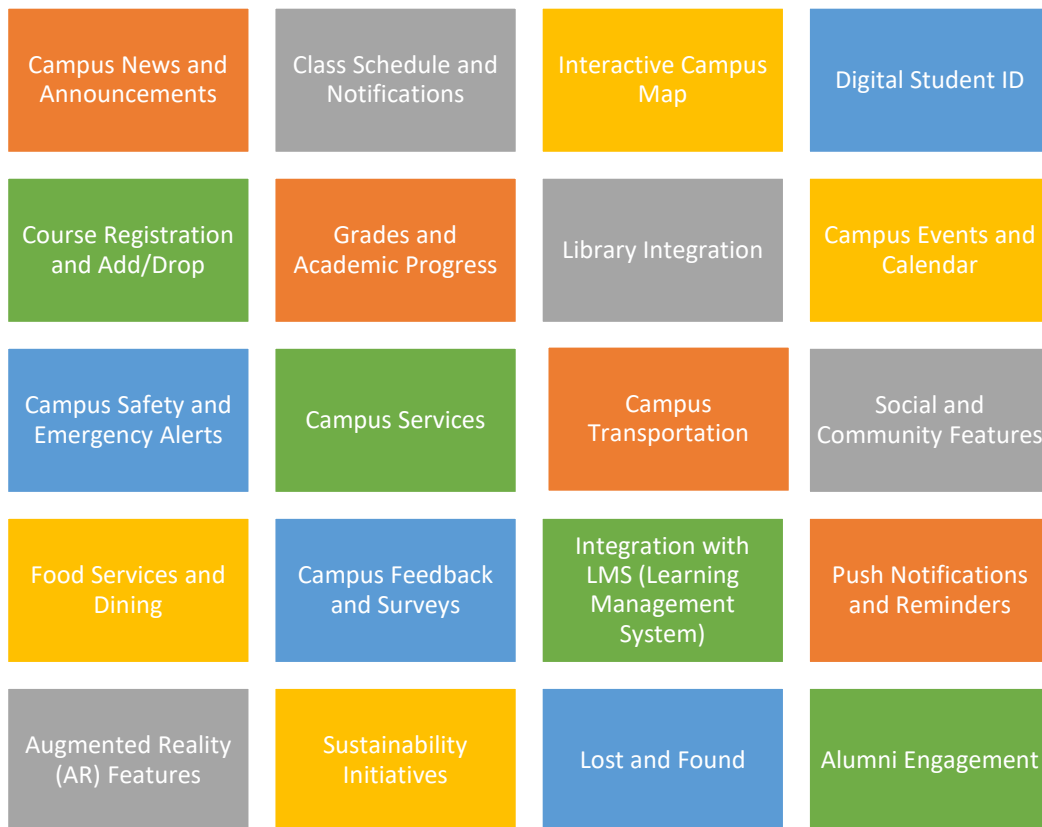 Campus News and
Announcements
Class Schedule and
Notifications
Interactive Campus
Map
Digital Student ID
Course Registration
and Add/Drop
Grades and
Academic Progress
Library Integration
Campus Events and
Calendar
Campus Safety and
Emergency Alerts
Campus Services
Campus
Transportation
Social and
Community Features
Food Services and
Dining
Campus Feedback
and Surveys
Integration with
LMS (Learning
Management
System)
Push Notifications
and Reminders
Augmented Reality
(AR) Features
Sustainability
Initiatives
Lost and Found
Alumni Engagement